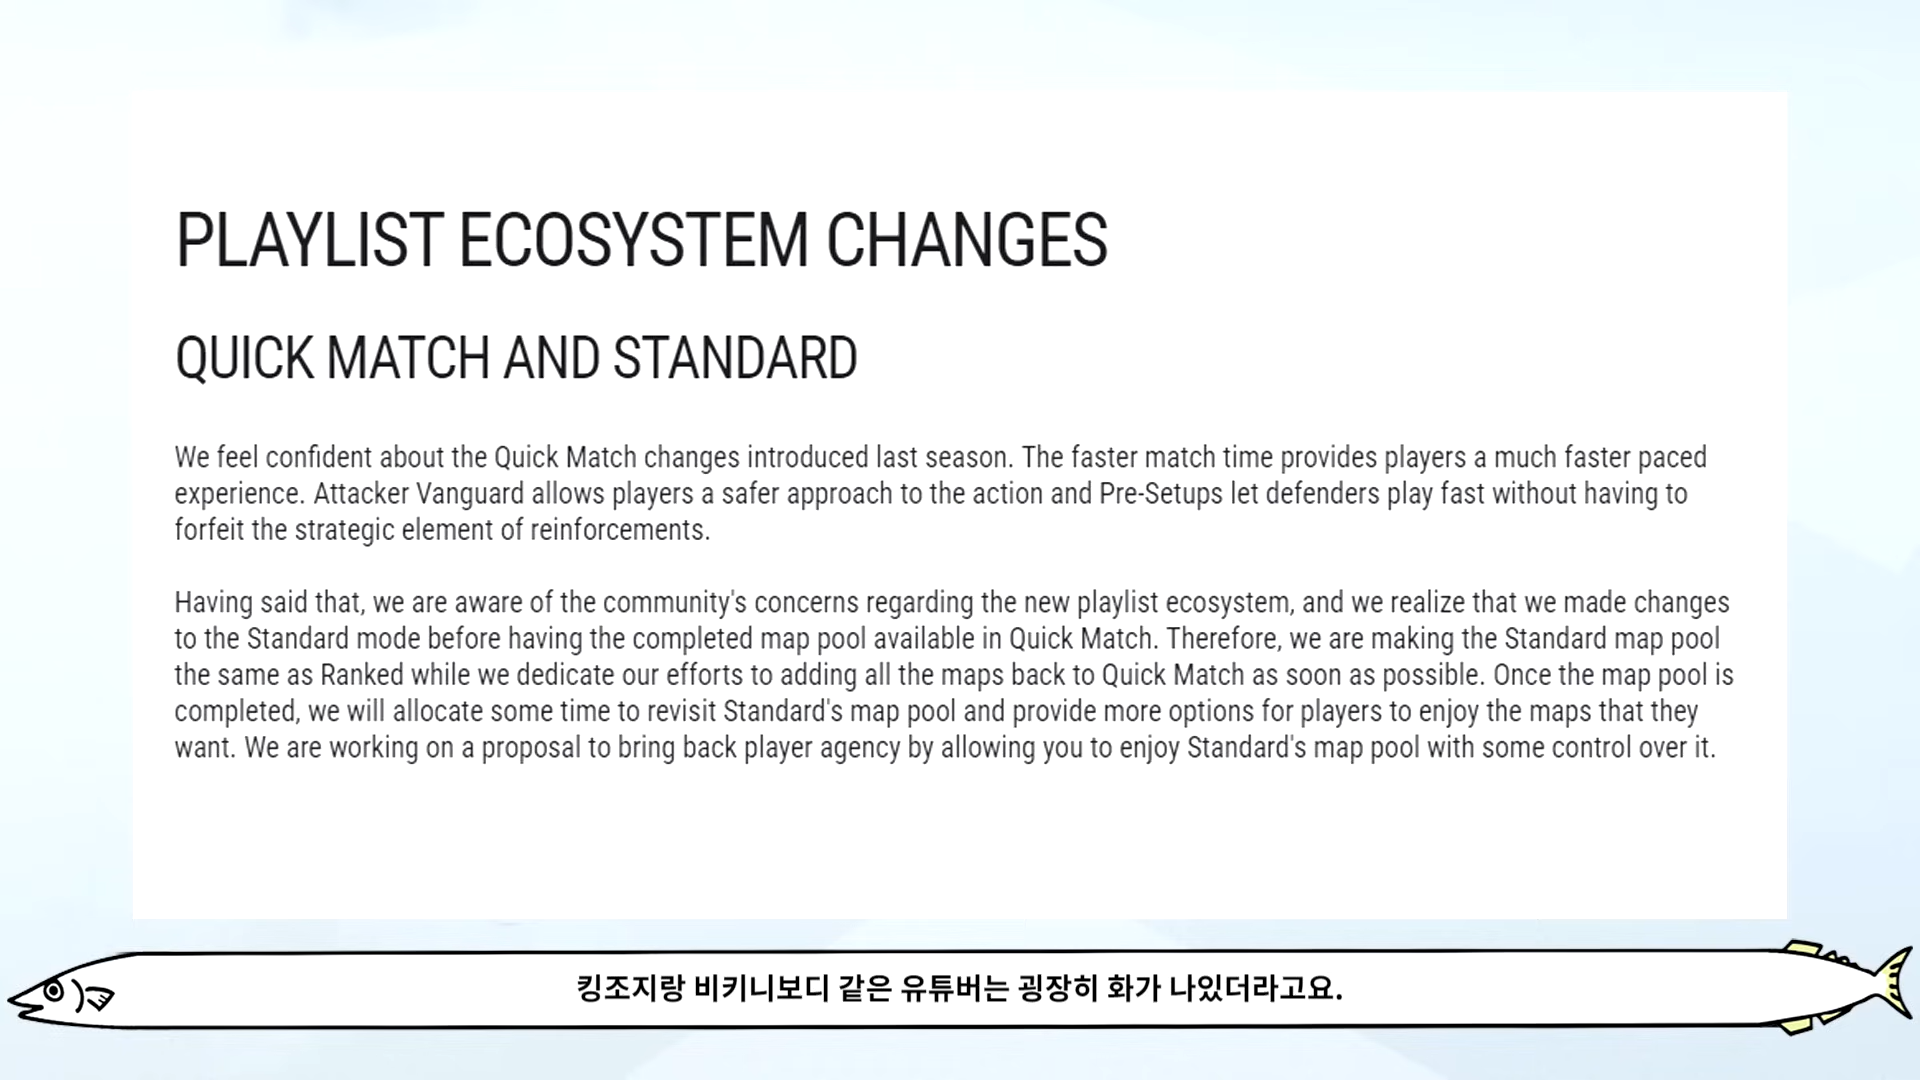 PLAYLIST ECOSYSTEM CHANGES
QUICK MATCH AND STANDARD
We feel confident about the Quick Match changes introduced last season. The faster match time provides players a much faster paced
experience. Attacker Vanguard allows players a safer approach to the action and Pre-Setups let defenders play fast without having to
forfeit the strategic element of reinforcements.
Having said that, we are aware of the community's concerns regarding the new playlist ecosystem, and we realize that we made changes
to the Standard mode before having the completed map pool available in Quick Match. Therefore, we are making the Standard map pool
the same as Ranked while we dedicate our efforts to adding all the maps back to Quick Match as soon as possible. Once the map pool is
completed, we will allocate some time to revisit Standard's map pool and provide more options for players to enjoy the maps that they
want. We are working on a proposal to bring back player agency by allowing you to enjoy Standard's map pool with some control over it.
킹조지랑 비키니보디 같은 유튜버는 굉장히 화가 나있더라고요.